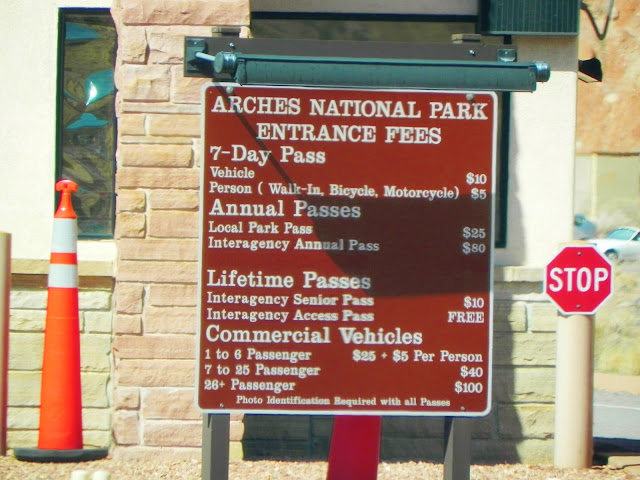 ARCHES NATIONAL PARK
ENTRANCE FEES
7-Day Pass
Vehicle $10
Person ( Walk-In, Bicycle, Motorcycle) $5
Annual Passes
Local Park Pass $25
Interagency Annual Pass $80
Lifetime Passes
Interagency Senior Pass $10
Interagency Access Pass FREE
Commercial Vehicles
1 to 6 Passenger $25 + $5 Per Person
7 to 25 Passenger $40
26+ Passenger $100
Photo Identification Required with all Passes
STOP